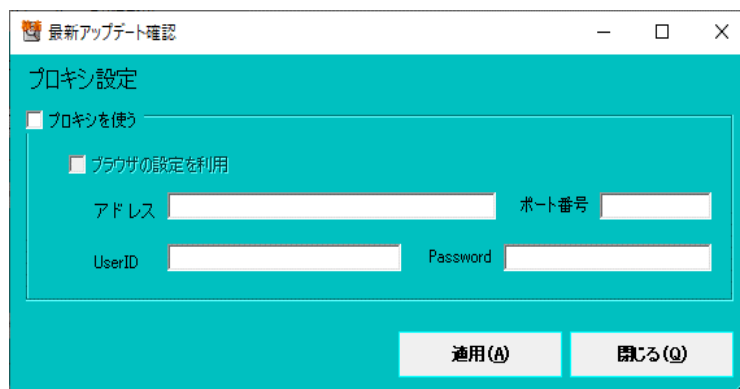 最新アップデート確認
プロキシ設定
プロキシを使う
ブラウザの設定を利用
アドレス ポート番号
UserID Password
適用(A) 閉じる(Q)